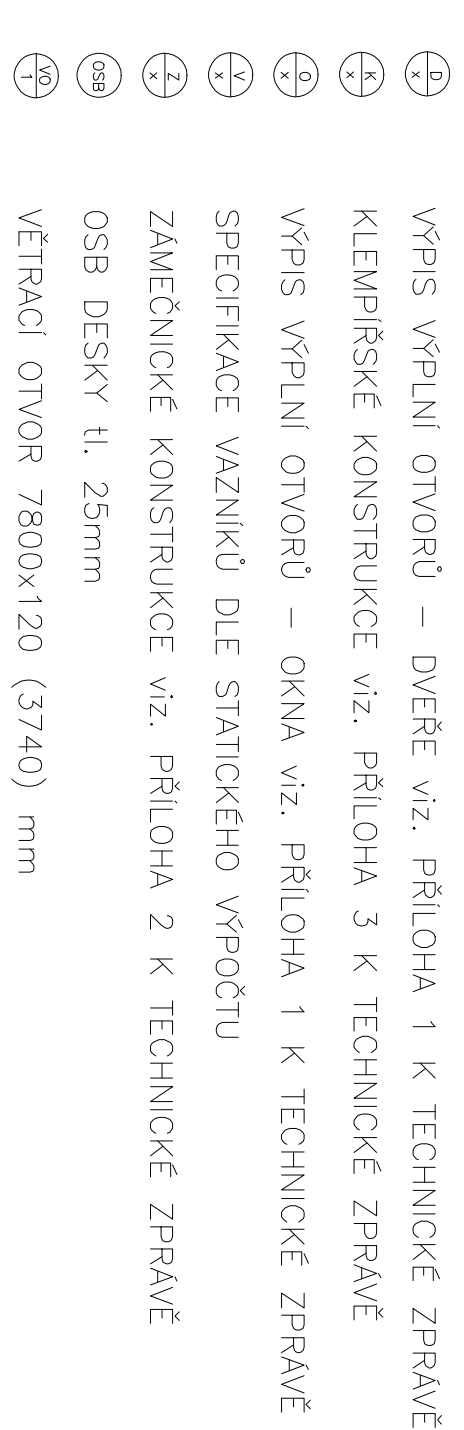 D x VÝPIS VÝPLNÍ OTVORŮ – DVEŘE viz. PŘÍLOHA 1 K TECHNICKÉ ZPRÁVĚ
K x KLEMPÍŘSKÉ KONSTRUKCE viz. PŘÍLOHA 3 K TECHNICKÉ ZPRÁVĚ
O x VÝPIS VÝPLNÍ OTVORŮ – OKNA viz. PŘÍLOHA 1 K TECHNICKÉ ZPRÁVĚ
V x SPECIFIKACE VAZNÍKŮ DLE STATICKÉHO VÝPOČTU
Z x ZÁMEČNICKÉ KONSTRUKCE viz. PŘÍLOHA 2 K TECHNICKÉ ZPRÁVĚ
OSB OSB DESKY tl. 25mm
VO 1 VĚTRACÍ OTVOR 7800x120 (3740) mm